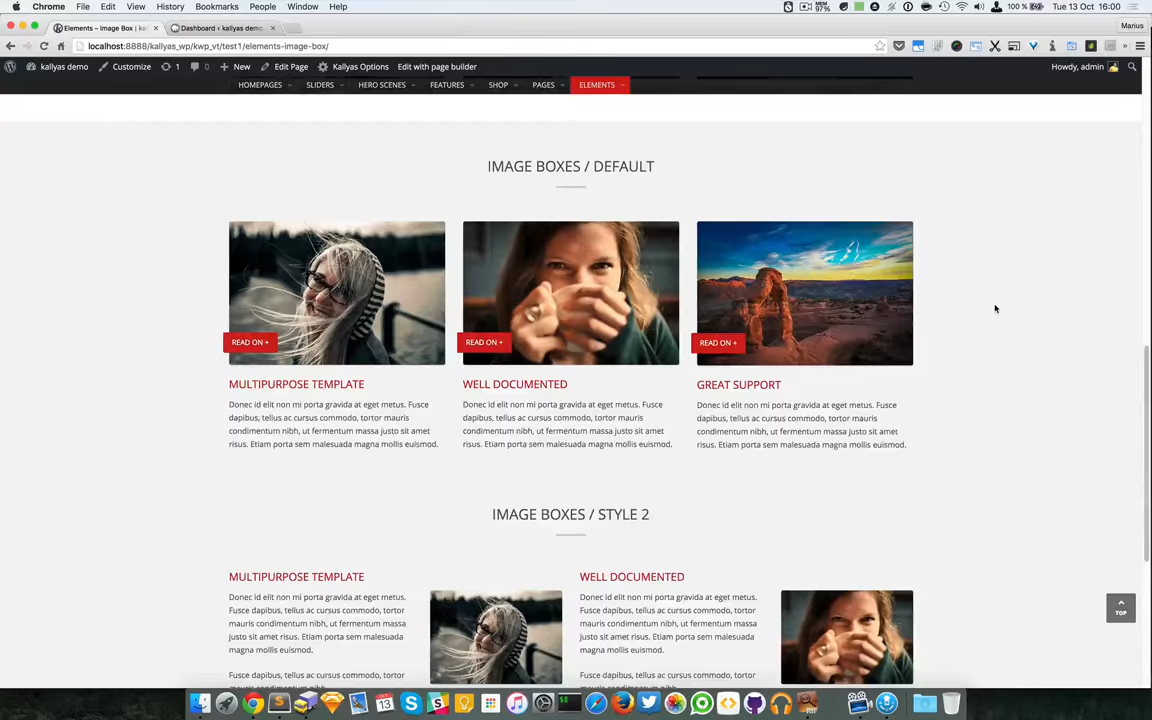 Chrome File Edit View History Bookmarks People Window Help
MEM 97% 100 % Tue 13 Oct 16:00
Elements – Image Box | kal
Dashboard ‹ kallyas demo
Marius
localhost:8888/kallyas_wp/kwp_vt/test1/elements-image-box/
kallyas demo Customize 1 0 New Edit Page Kallyas Options Edit with page builder Howdy, admin
HOMEPAGES SLIDERS HERO SCENES FEATURES SHOP PAGES ELEMENTS
IMAGE BOXES / DEFAULT
READ ON +
READ ON +
READ ON +
MULTIPURPOSE TEMPLATE
Donec id elit non mi porta gravida at eget metus. Fusce
dapibus, tellus ac cursus commodo, tortor mauris
condimentum nibh, ut fermentum massa justo sit amet
risus. Etiam porta sem malesuada magna mollis euismod.
WELL DOCUMENTED
Donec id elit non mi porta gravida at eget metus. Fusce
dapibus, tellus ac cursus commodo, tortor mauris
condimentum nibh, ut fermentum massa justo sit amet
risus. Etiam porta sem malesuada magna mollis euismod.
GREAT SUPPORT
Donec id elit non mi porta gravida at eget metus. Fusce
dapibus, tellus ac cursus commodo, tortor mauris
condimentum nibh, ut fermentum massa justo sit amet
risus. Etiam porta sem malesuada magna mollis euismod.
IMAGE BOXES / STYLE 2
MULTIPURPOSE TEMPLATE
Donec id elit non mi porta gravida at eget metus.
Fusce dapibus, tellus ac cursus commodo, tortor
mauris condimentum nibh, ut fermentum massa
justo sit amet risus. Etiam porta sem malesuada
magna mollis euismod.
Fusce dapibus, tellus ac cursus commodo, tortor
WELL DOCUMENTED
Donec id elit non mi porta gravida at eget metus.
Fusce dapibus, tellus ac cursus commodo, tortor
mauris condimentum nibh, ut fermentum massa
justo sit amet risus. Etiam porta sem malesuada
magna mollis euismod.
Fusce dapibus, tellus ac cursus commodo, tortor
TOP
13